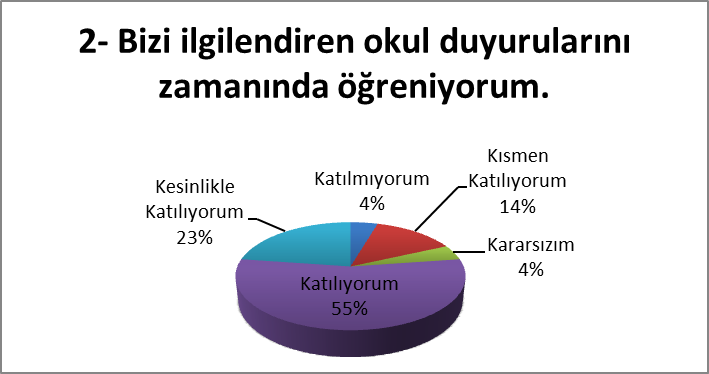 2- Bizi ilgilendiren okul duyurularını
zamanında öğreniyorum.
Katılmıyorum
4%
Kısmen
Katılıyorum
14%
Kararsızım
4%
Katılıyorum
55%
Kesinlikle
Katılıyorum
23%